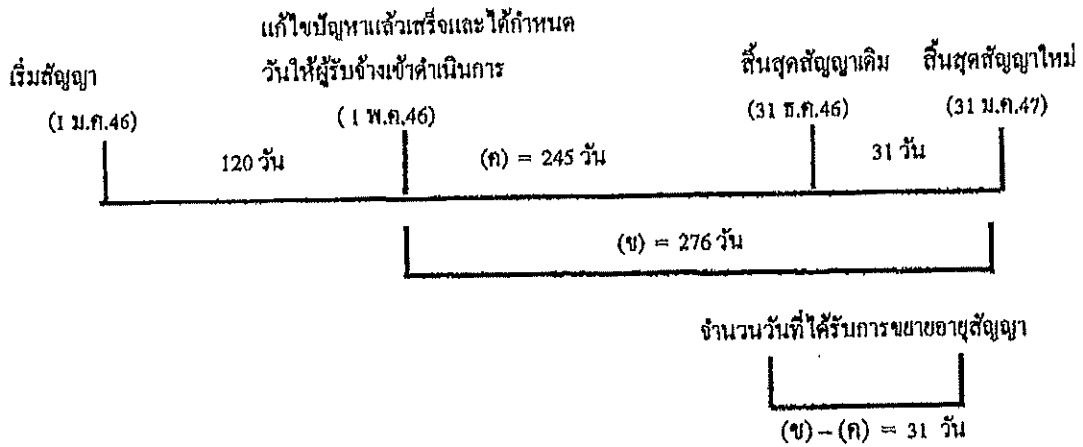 แก้ไขปัญหาแล้วเสร็จและได้กำหนด
วันให้ผู้รับจ้างเข้าดำเนินการ
เริ่มสัญญา
สิ้นสุดสัญญาเดิม
สิ้นสุดสัญญาใหม่
(1 ม.ค.46)
(1 พ.ค.46)
(31 ธ.ค.46)
(31 ม.ค.47)
120 วัน
(ค) = 245 วัน
31 วัน
(ข) = 276 วัน
จำนวนวันที่ได้รับการขยายอายุสัญญา
(ข) – (ค) = 31 วัน